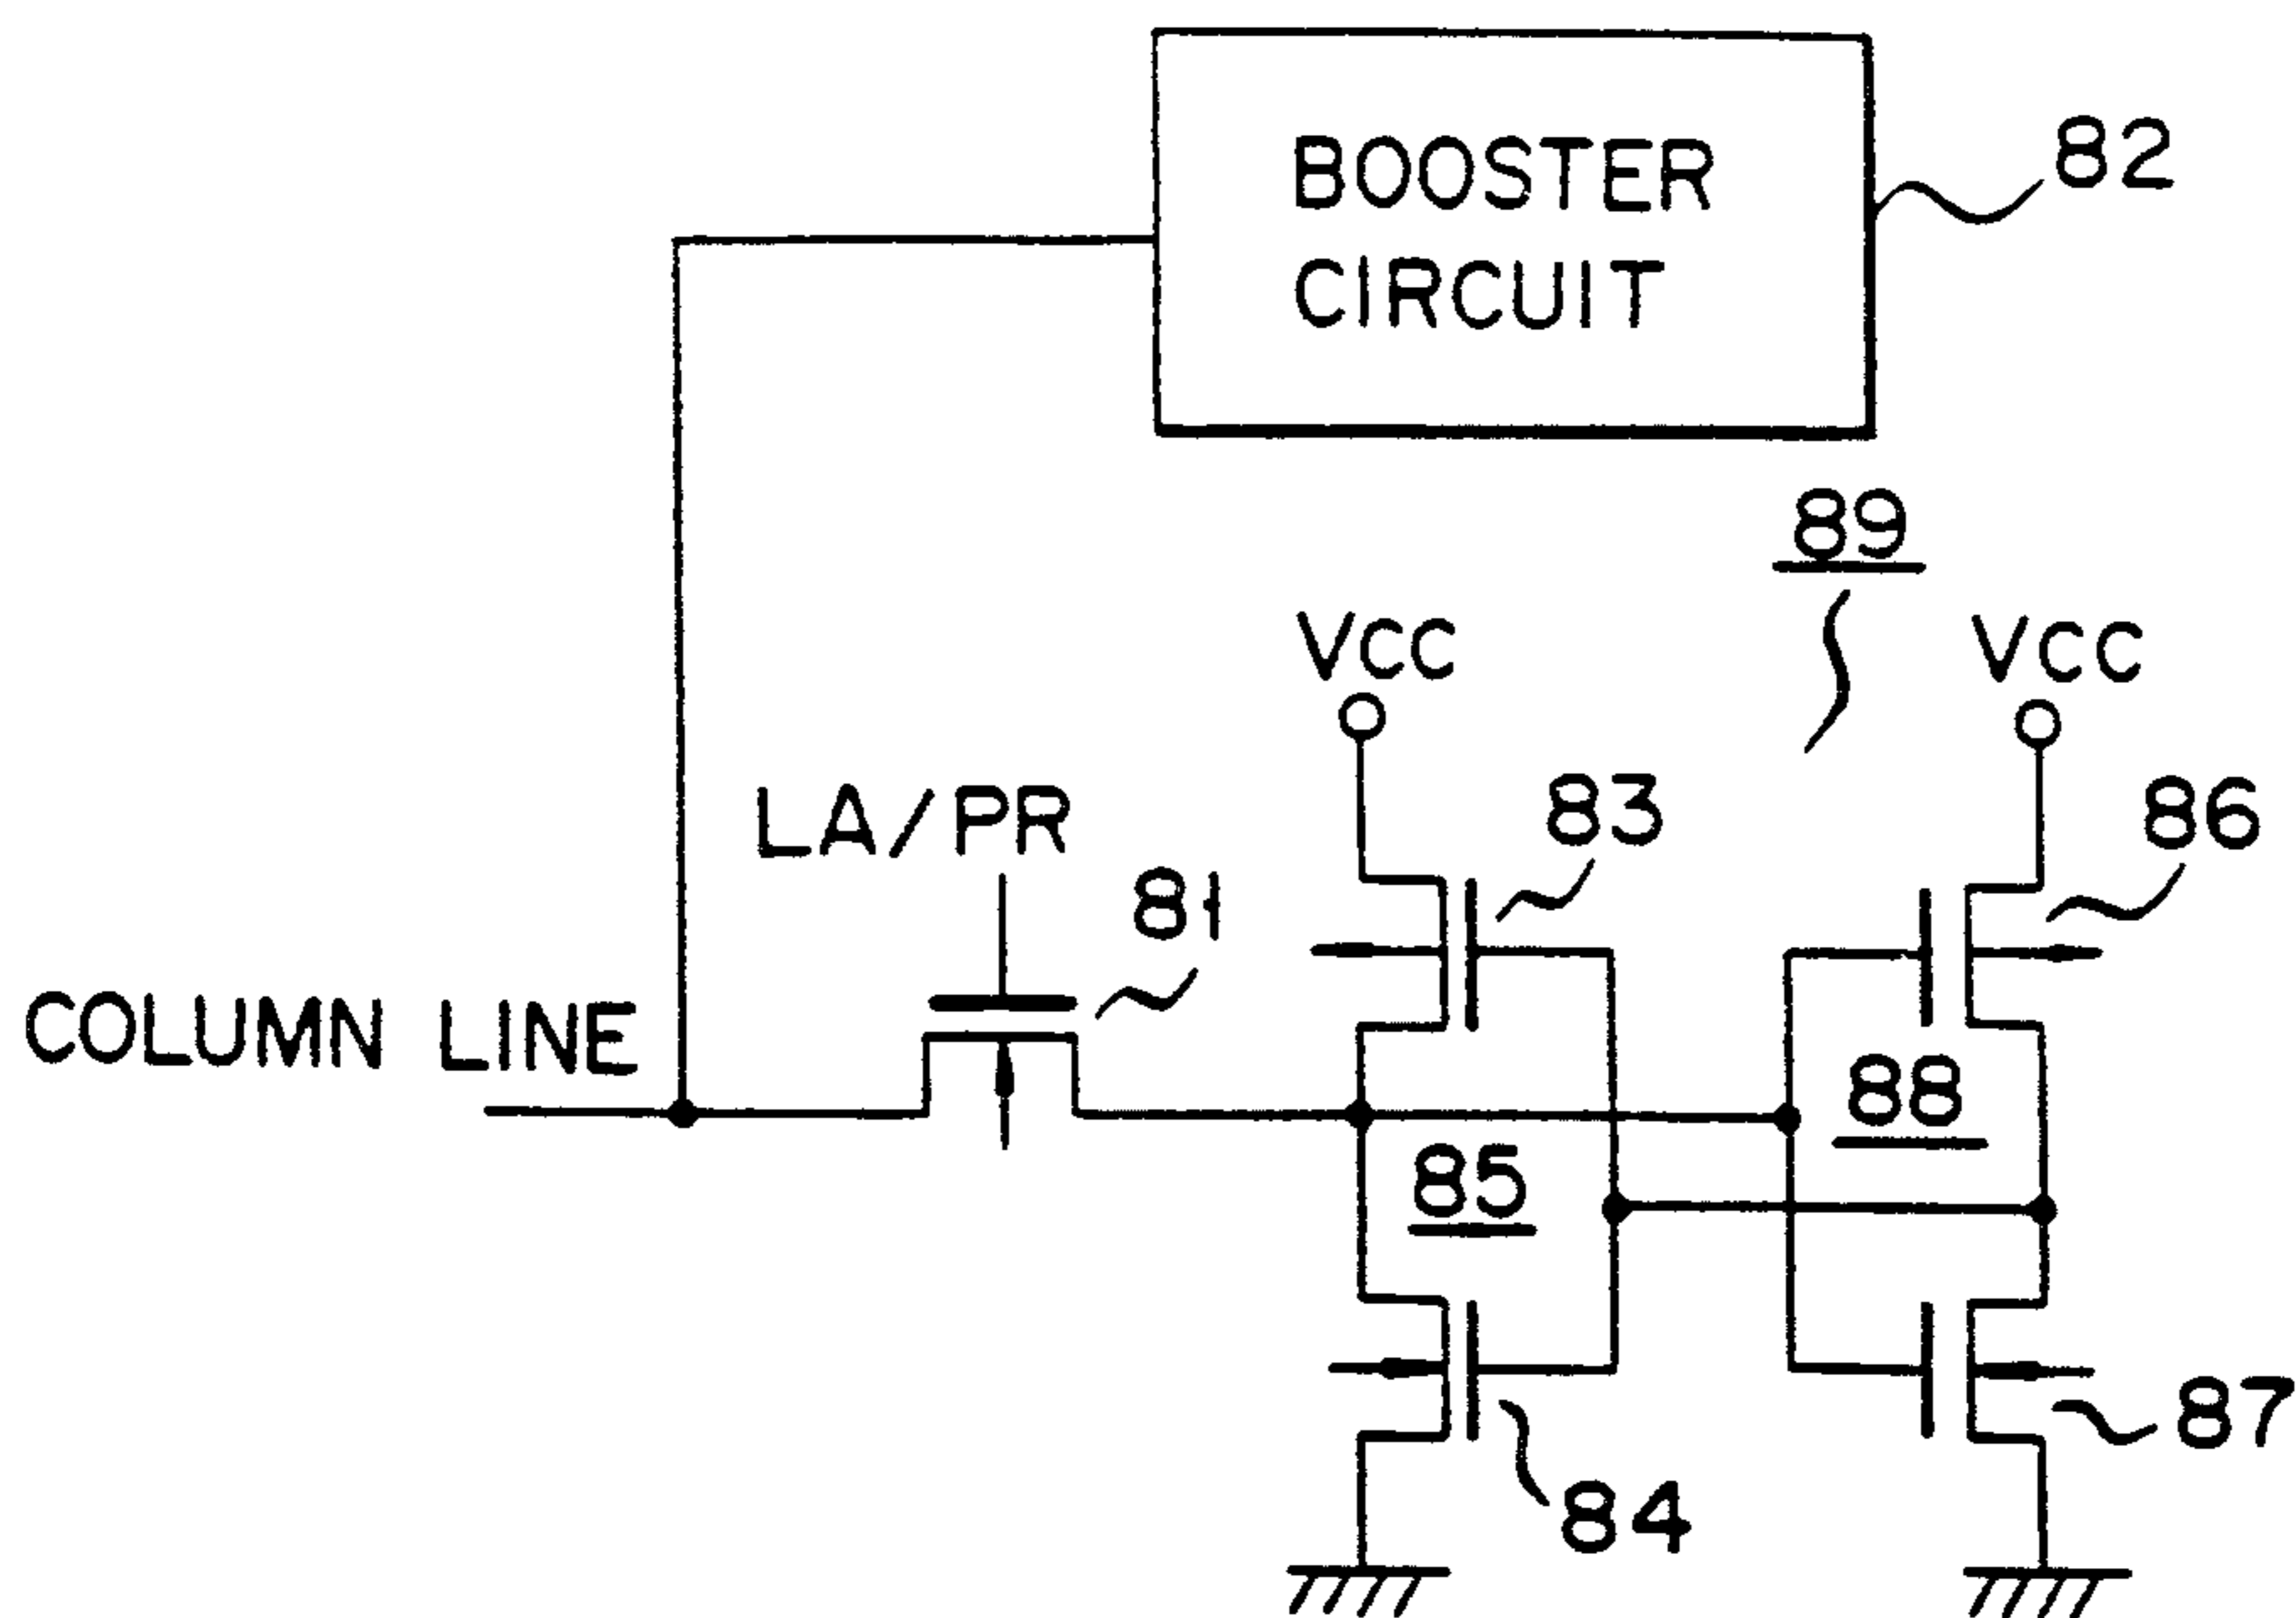 BOOSTER
CIRCUIT
82
89
VCC
VCC
LA/PR
81
83
86
COLUMN LINE
88
85
87
84